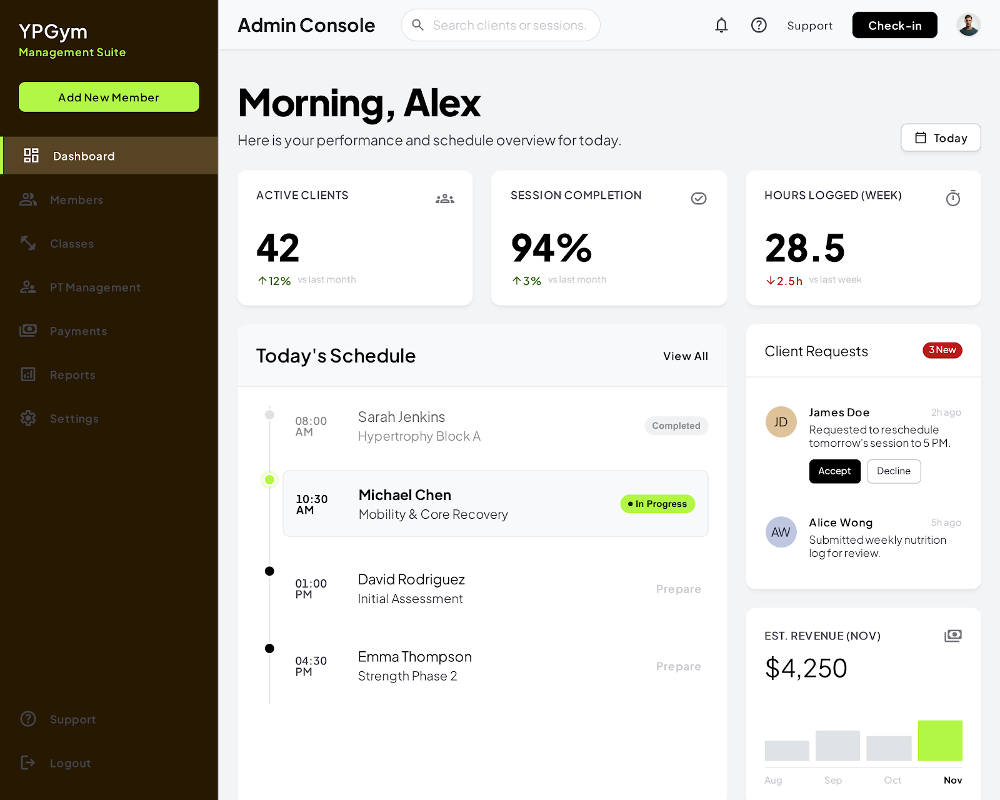 YPGym
Management Suite
Add New Member
Dashboard
Members
Classes
PT Management
Payments
Reports
Settings
Support
Logout
Admin Console
Search clients or sessions.
Support
Check-in
Morning, Alex
Here is your performance and schedule overview for today.
Today
ACTIVE CLIENTS
42
12% vs last month
SESSION COMPLETION
94%
3% vs last month
HOURS LOGGED (WEEK)
28.5
2.5h vs last week
Today's Schedule
View All
08:00
AM
Sarah Jenkins
Hypertrophy Block A
Completed
10:30
AM
Michael Chen
Mobility & Core Recovery
In Progress
01:00
PM
David Rodriguez
Initial Assessment
Prepare
04:30
PM
Emma Thompson
Strength Phase 2
Prepare
Client Requests
3 New
JD
James Doe
2h ago
Requested to reschedule
tomorrow's session to 5 PM.
Accept
Decline
AW
Alice Wong
5h ago
Submitted weekly nutrition
log for review.
EST. REVENUE (NOV)
$4,250
Aug
Sep
Oct
Nov